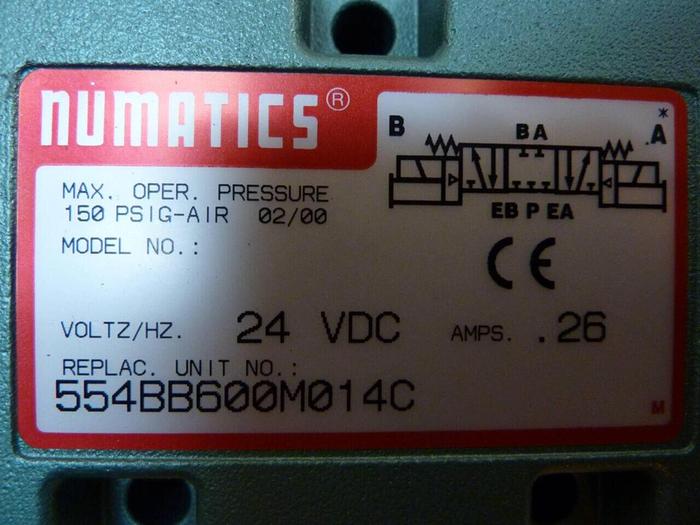 NUMATICS®
*
B BA A
EB P EA
MAX. OPER. PRESSURE
150 PSIG-AIR 02/00
MODEL NO.:
CE
VOLTZ/HZ. 24 VDC AMPS. .26
REPLAC. UNIT NO.:
554BB600M014C
M